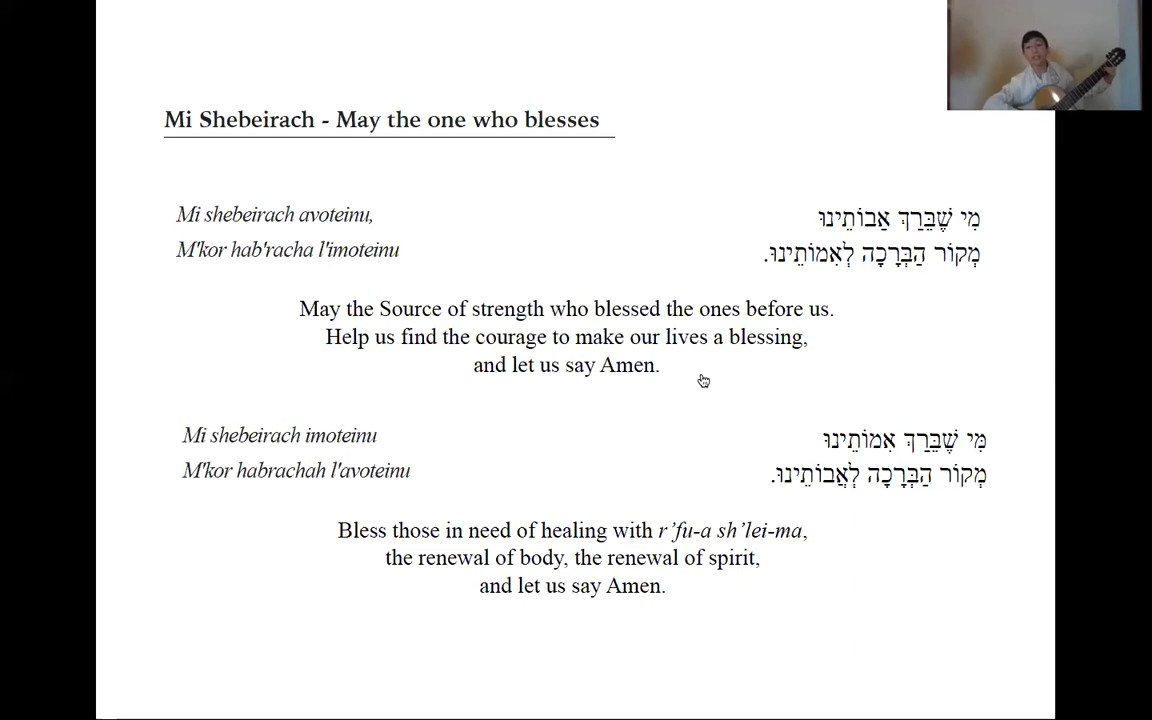 Mi Shebeirach - May the one who blesses
Mi shebeirach avoteinu,
מִי שֶׁבֵּרַךְ אֲבוֹתֵינוּ
M'kor hab'racha l'imoteinu
מְקוֹר הַבְּרָכָה לְאִמוֹתֵינוּ.
May the Source of strength who blessed the ones before us.
Help us find the courage to make our lives a blessing,
and let us say Amen.
Mi shebeirach imoteinu
מִּי שֶׁבֵּרַךְ אִמוֹתֵינוּ
M'kor habrachah l'avoteinu
מְקוֹר הַבְּרָכָה לְאֲבוֹתֵינוּ.
Bless those in need of healing with r’fu-a sh’lei-ma,
the renewal of body, the renewal of spirit,
and let us say Amen.